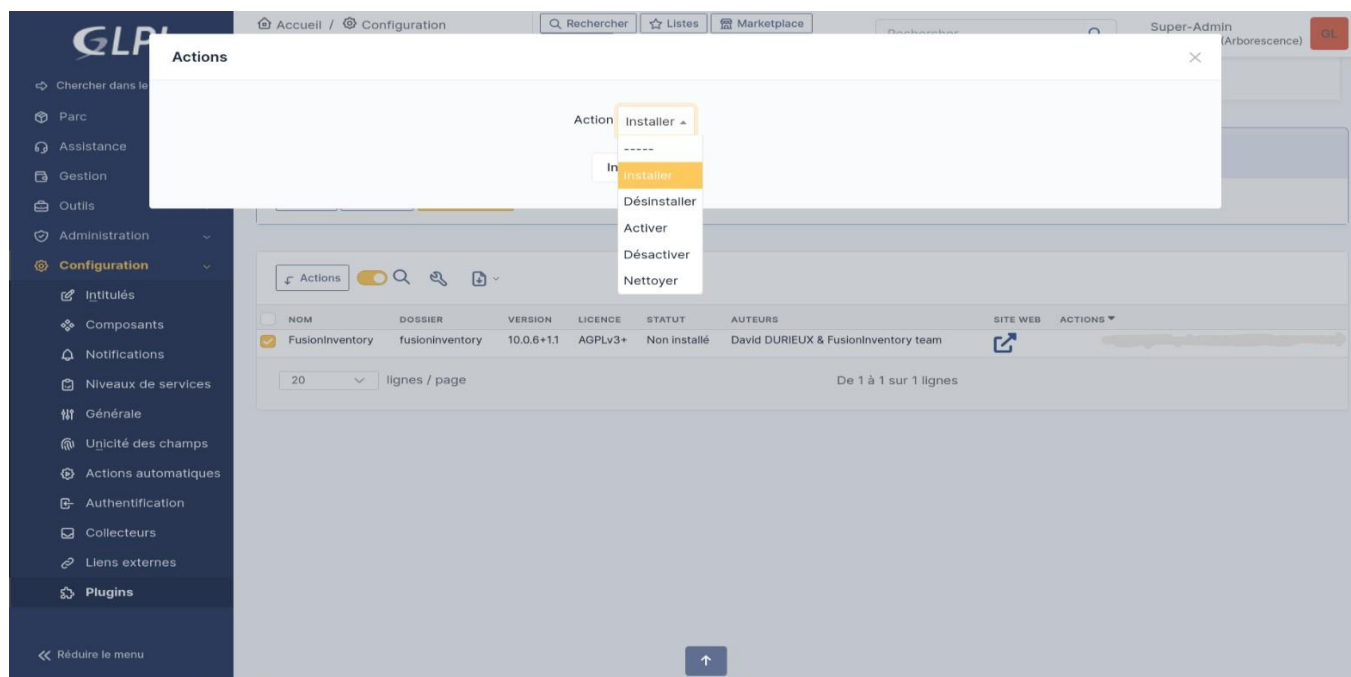 GLPI
Accueil / Configuration
Rechercher
Listes
Marketplace
Rechercher
Super-Admin
(Arborescence)
GL
Actions
Chercher dans le
Action Installer
-----
Installer
Désinstaller
Activer
Désactiver
Nettoyer
Parc
Assistance
Gestion
Outils
Administration
Configuration
Intitulés
Composants
Notifications
Niveaux de services
Générale
Unicité des champs
Actions automatiques
Authentification
Collecteurs
Liens externes
Plugins
Réduire le menu
Actions
NOM DOSSIER VERSION LICENCE STATUT AUTEURS SITE WEB ACTIONS
FusionInventory fusioninventory 10.0.6+1.1 AGPLv3+ Non installé David DURIEUX & FusionInventory team
20 lignes / page
De 1 à 1 sur 1 lignes